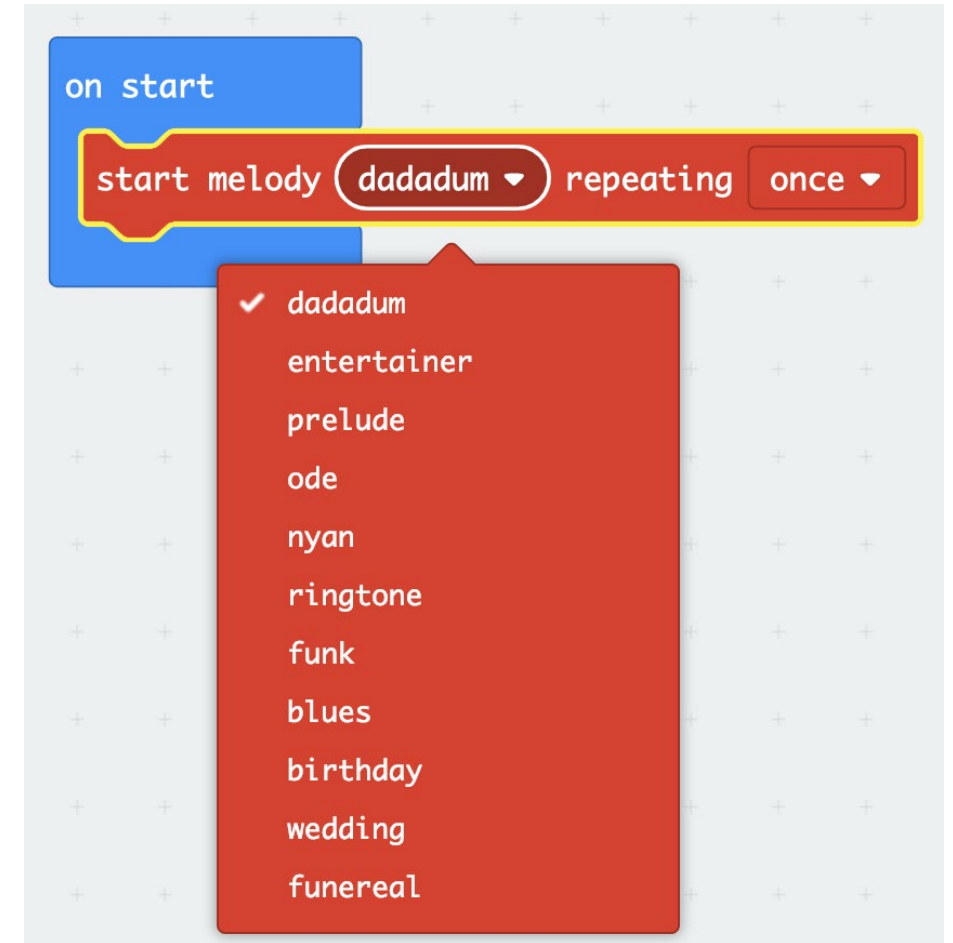 on start
start melody dadadum repeating once
dadadum
entertainer
prelude
ode
nyan
ringtone
funk
blues
birthday
wedding
funereal